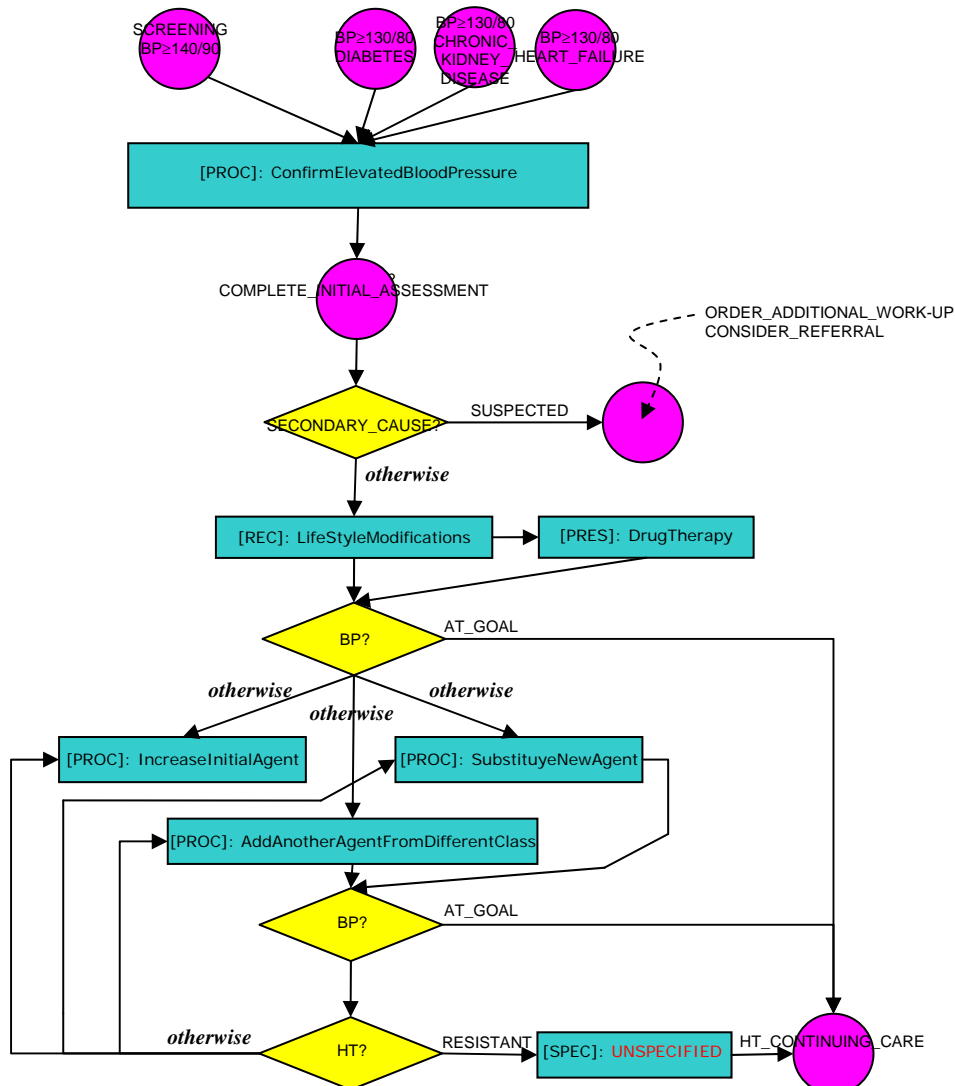 SCREENING
BP≥140/90
BP≥130/80
DIABETES
BP≥130/80
CHRONIC_
KIDNEY_
DISEASE
BP≥130/80
HEART_FAILURE
[PROC]: ConfirmElevatedBloodPressure
?
COMPLETE_INITIAL_ASSESSMENT
ORDER_ADDITIONAL_WORK-UP
CONSIDER_REFERRAL
SECONDARY_CAUSE?
SUSPECTED
otherwise
[REC]: LifeStyleModifications
[PRES]: DrugTherapy
BP?
AT_GOAL
otherwise
otherwise
otherwise
[PROC]: IncreaseInitialAgent
[PROC]: SubstituyeNewAgent
[PROC]: AddAnotherAgentFromDifferentClass
BP?
AT_GOAL
otherwise
HT?
RESISTANT
[SPEC]: UNSPECIFIED
HT_CONTINUING_CARE